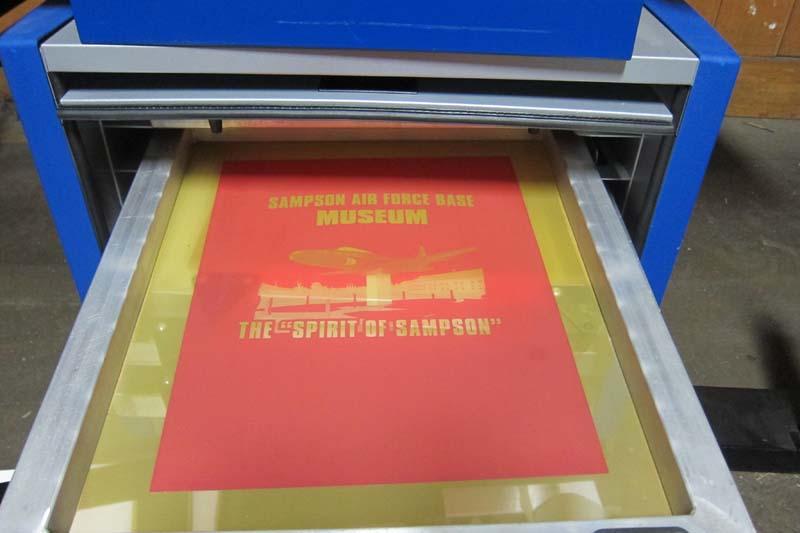 SAMPSON AIR FORCE BASE
MUSEUM
THE "SPIRIT OF SAMPSON"